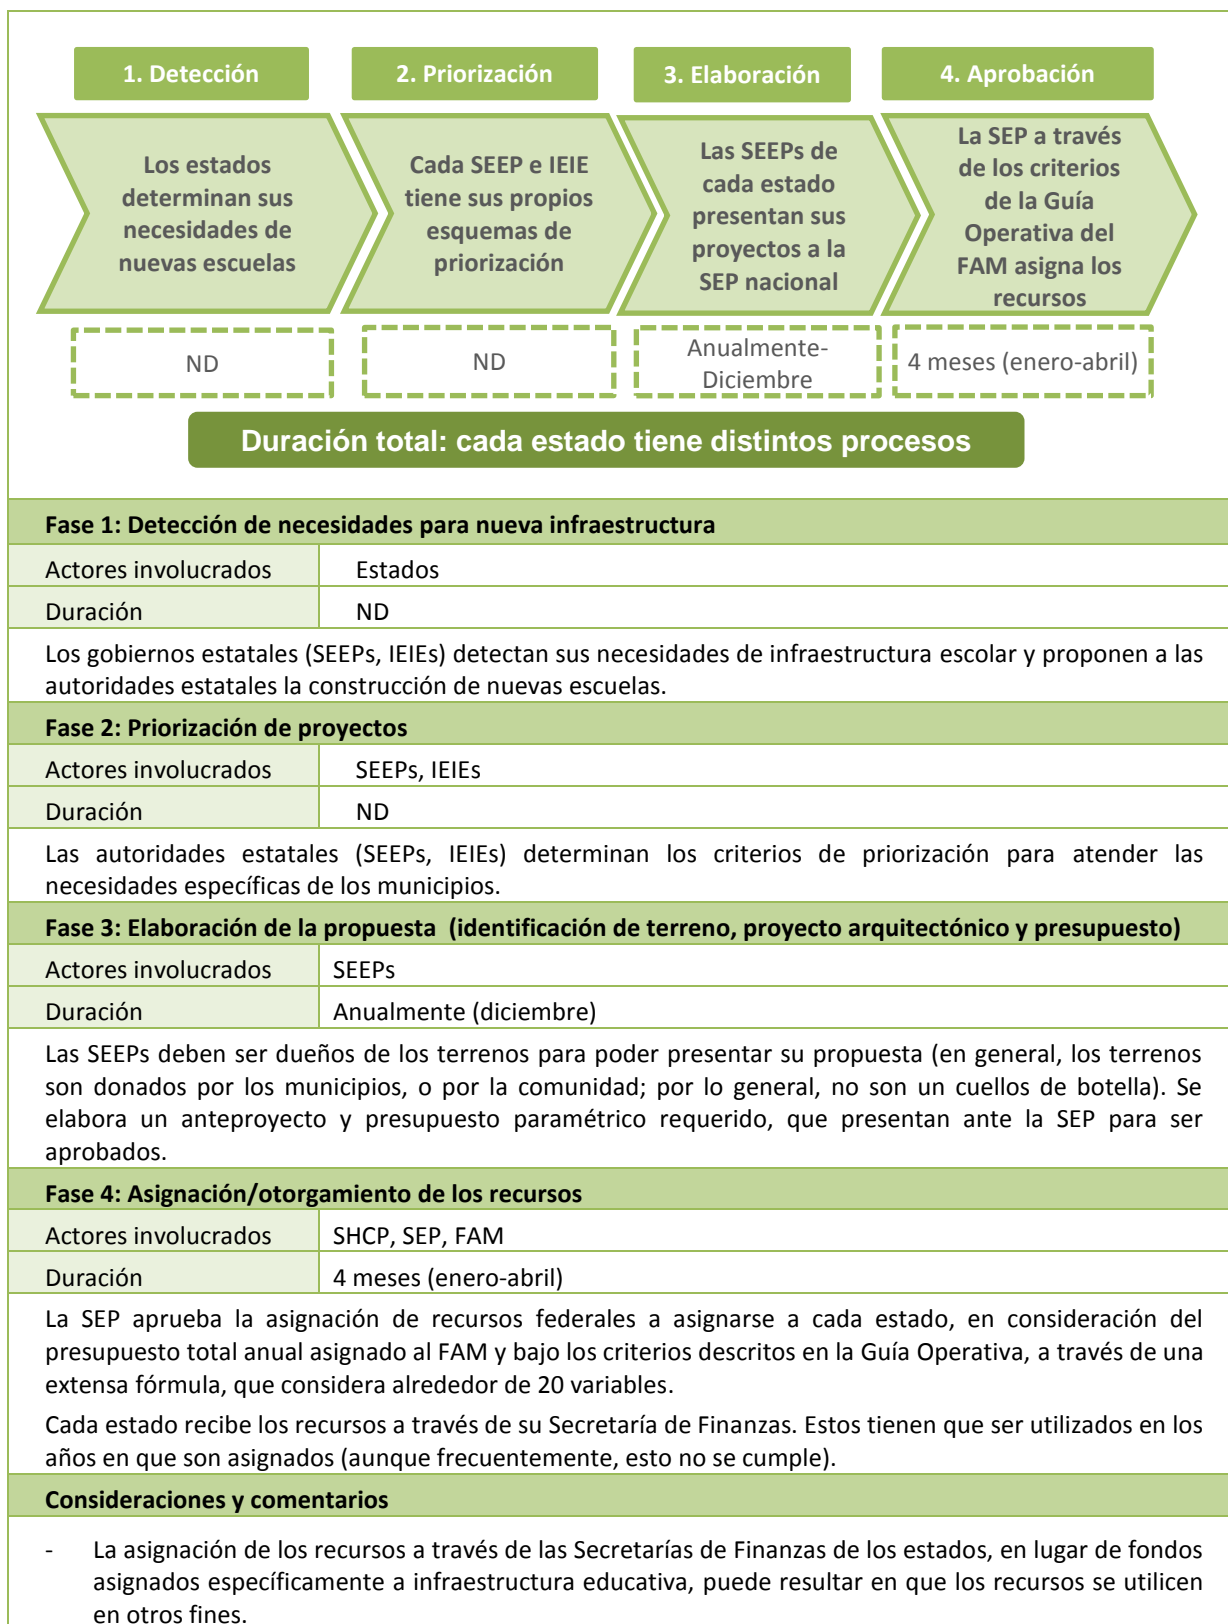 1. Detección
2. Priorización
3. Elaboración
4. Aprobación
Los estados
determinan sus
necesidades de
nuevas escuelas
Cada SEEP e IEIE
tiene sus propios
esquemas de
priorización
Las SEEPs de
cada estado
presentan sus
proyectos a la
SEP nacional
La SEP a través
de los criterios
de la Guía
Operativa del
FAM asigna los
recursos
ND
ND
Anualmente-
Diciembre
4 meses (enero-abril)
Duración total: cada estado tiene distintos procesos
Fase 1: Detección de necesidades para nueva infraestructura
Actores involucrados Estados
Duración ND
Los gobiernos estatales (SEEPs, IEIEs) detectan sus necesidades de infraestructura escolar y proponen a las
autoridades estatales la construcción de nuevas escuelas.
Fase 2: Priorización de proyectos
Actores involucrados SEEPs, IEIEs
Duración ND
Las autoridades estatales (SEEPs, IEIEs) determinan los criterios de priorización para atender las
necesidades específicas de los municipios.
Fase 3: Elaboración de la propuesta (identificación de terreno, proyecto arquitectónico y presupuesto)
Actores involucrados SEEPs
Duración Anualmente (diciembre)
Las SEEPs deben ser dueños de los terrenos para poder presentar su propuesta (en general, los terrenos
son donados por los municipios, o por la comunidad; por lo general, no son un cuellos de botella). Se
elabora un anteproyecto y presupuesto paramétrico requerido, que presentan ante la SEP para ser
aprobados.
Fase 4: Asignación/otorgamiento de los recursos
Actores involucrados SHCP, SEP, FAM
Duración 4 meses (enero-abril)
La SEP aprueba la asignación de recursos federales a asignarse a cada estado, en consideración del
presupuesto total anual asignado al FAM y bajo los criterios descritos en la Guía Operativa, a través de una
extensa fórmula, que considera alrededor de 20 variables.
Cada estado recibe los recursos a través de su Secretaría de Finanzas. Estos tienen que ser utilizados en los
años en que son asignados (aunque frecuentemente, esto no se cumple).
Consideraciones y comentarios
- La asignación de los recursos a través de las Secretarías de Finanzas de los estados, en lugar de fondos
asignados específicamente a infraestructura educativa, puede resultar en que los recursos se utilicen
en otros fines.